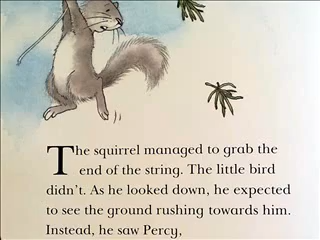 The squirrel managed to grab the
end of the string. The little bird
didn't. As he looked down, he expected
to see the ground rushing towards him.
Instead, he saw Percy,